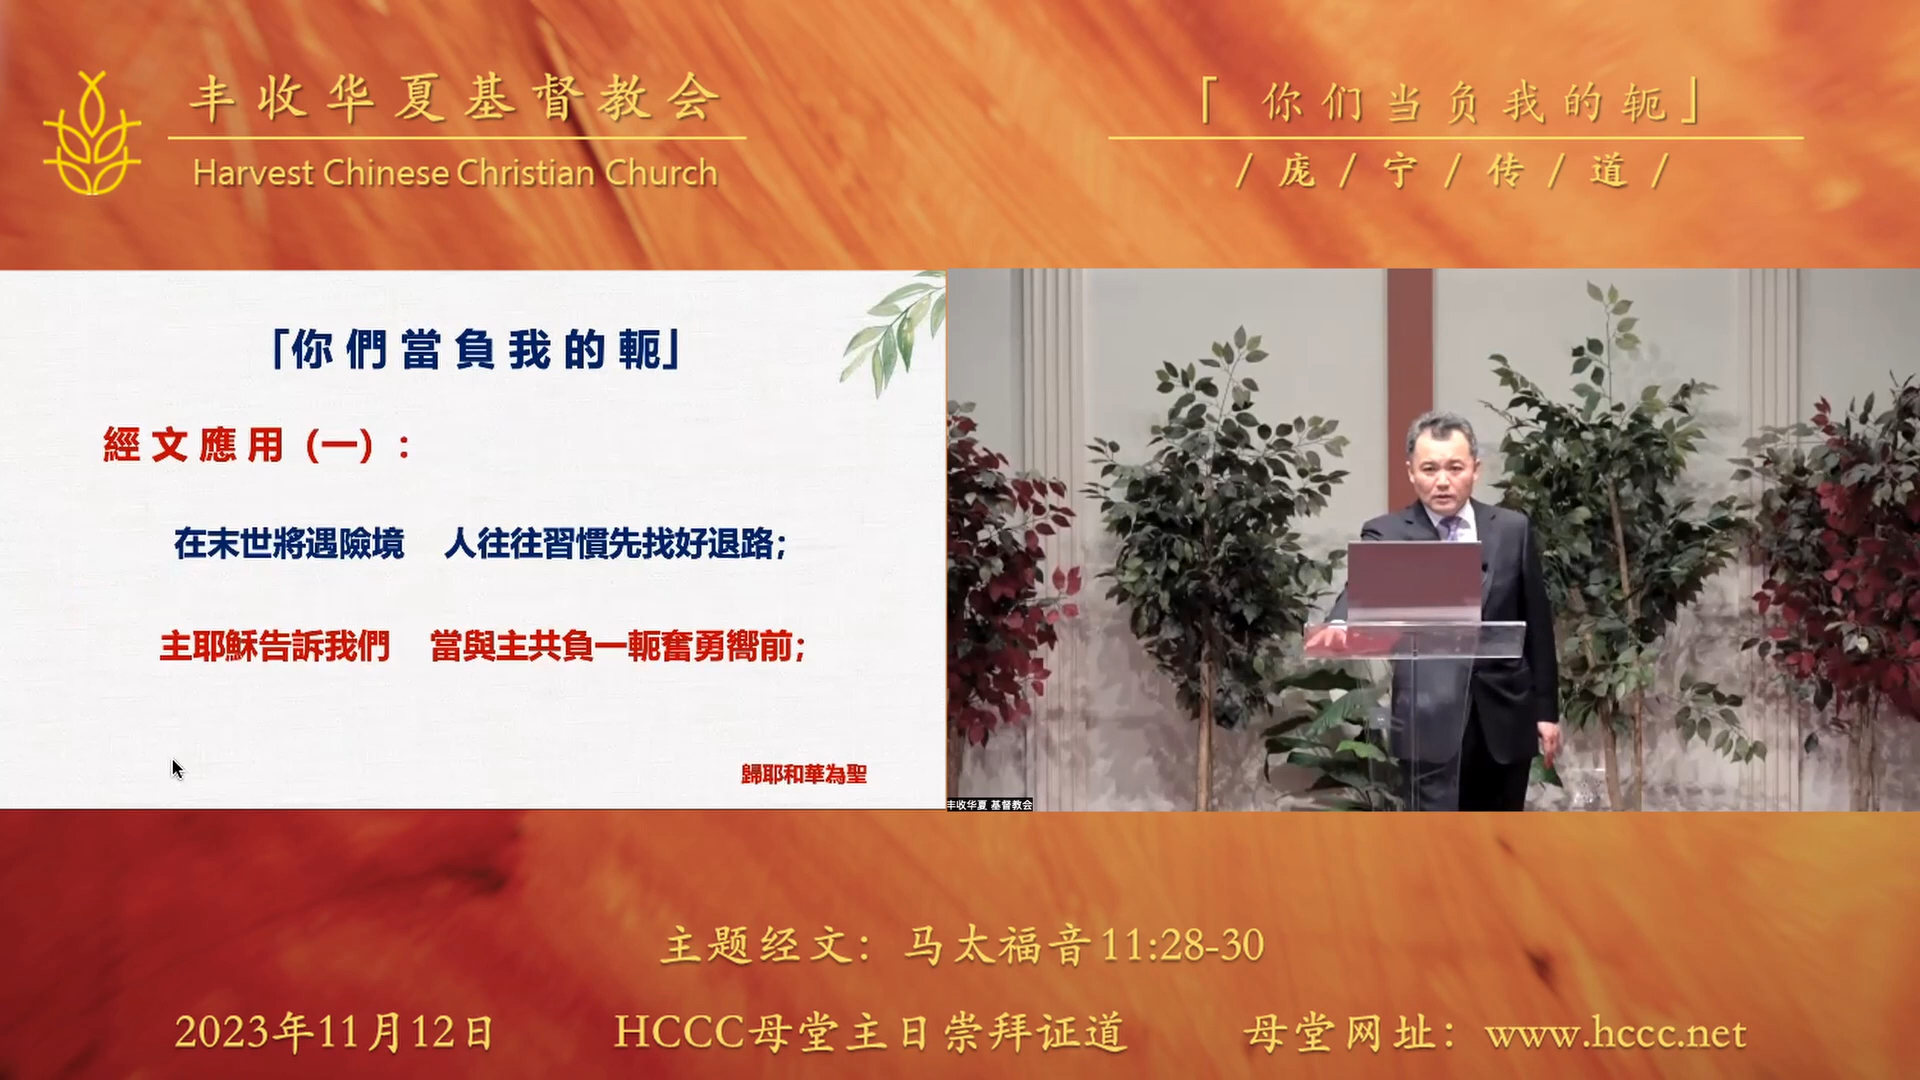 丰收华夏基督教会
Harvest Chinese Christian Church
「你们当负我的轭」
/ 庞 / 宁 / 传 / 道 /
「你們當負我的軛」
經文應用（一）：
在末世將遇險境 人往往習慣先找好退路；
主耶穌告訴我們 當與主共負一軛奮勇嚮前；
歸耶和華為聖
丰收华夏 基督教会
主题经文：马太福音11:28-30
2023年11月12日 HCCC母堂主日崇拜证道 母堂网址：www.hccc.net